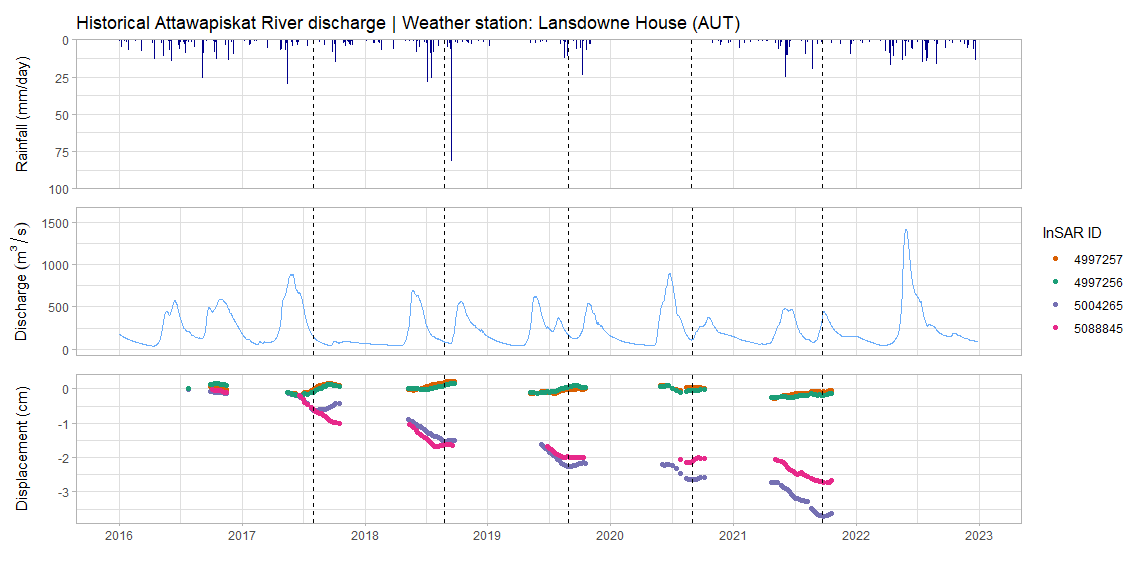 Historical Attawapiskat River discharge | Weather station: Lansdowne House (AUT)
Rainfall (mm/day)
0
25
50
75
100
Discharge (m³ / s)
1500
1000
500
0
InSAR ID
4997257
4997256
5004265
5088845
Displacement (cm)
0
-1
-2
-3
2016 2017 2018 2019 2020 2021 2022 2023